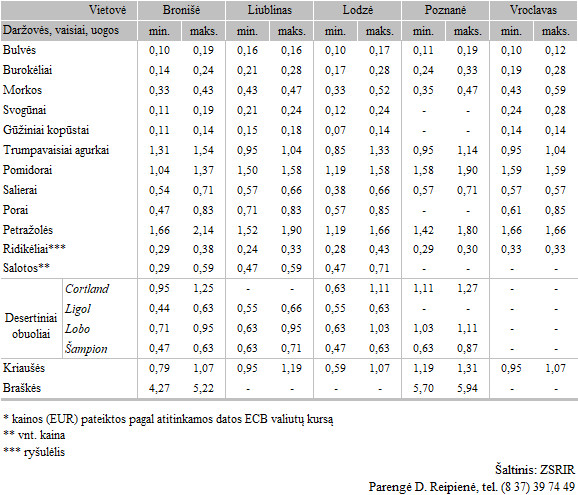 Vietovė Bronišė Liublinas Lodzė Poznanė Vroclavas
Daržovės, vaisiai, uogos min. maks. min. maks. min. maks. min. maks. min. maks.
Bulvės 0,10 0,19 0,16 0,16 0,10 0,17 0,11 0,19 0,10 0,12
Burokėliai 0,14 0,24 0,21 0,28 0,17 0,28 0,24 0,33 0,19 0,28
Morkos 0,33 0,43 0,43 0,47 0,33 0,52 0,35 0,47 0,43 0,59
Svogūnai 0,11 0,19 0,21 0,24 0,12 0,24 - - 0,24 0,28
Gūžiniai kopūstai 0,11 0,14 0,15 0,18 0,07 0,14 - - 0,14 0,14
Trumpavaisiai agurkai 1,31 1,54 0,95 1,04 0,85 1,33 0,95 1,14 0,95 1,04
Pomidorai 1,04 1,37 1,50 1,58 1,19 1,58 1,58 1,90 1,59 1,59
Salierai 0,54 0,71 0,57 0,66 0,38 0,66 0,57 0,71 0,57 0,57
Porai 0,47 0,83 0,71 0,83 0,57 0,85 - - 0,61 0,85
Petražolės 1,66 2,14 1,52 1,90 1,19 1,66 1,42 1,80 1,66 1,66
Ridikėliai*** 0,29 0,38 0,24 0,33 0,28 0,43 0,29 0,30 0,33 0,33
Salotos** 0,29 0,59 0,47 0,59 0,47 0,71 - - - -
Desertiniai obuoliai
Cortland 0,95 1,25 - - 0,63 1,11 1,11 1,27 - -
Ligol 0,44 0,63 0,55 0,66 0,55 0,63 - - - -
Lobo 0,71 0,95 0,63 0,95 0,63 1,03 1,03 1,11 - -
Šampion 0,47 0,63 0,63 0,71 0,47 0,63 0,63 0,87 - -
Kriaušės 0,79 1,07 0,95 1,19 0,59 1,07 1,19 1,31 0,95 1,07
Braškės 4,27 5,22 - - - - 5,70 5,94 - -
* kainos (EUR) pateiktos pagal atitinkamos datos ECB valiutų kursą
** vnt. kaina
*** ryšulėlis
Šaltinis: ZSRIR
Parengė D. Reipienė, tel. (8 37) 39 74 49